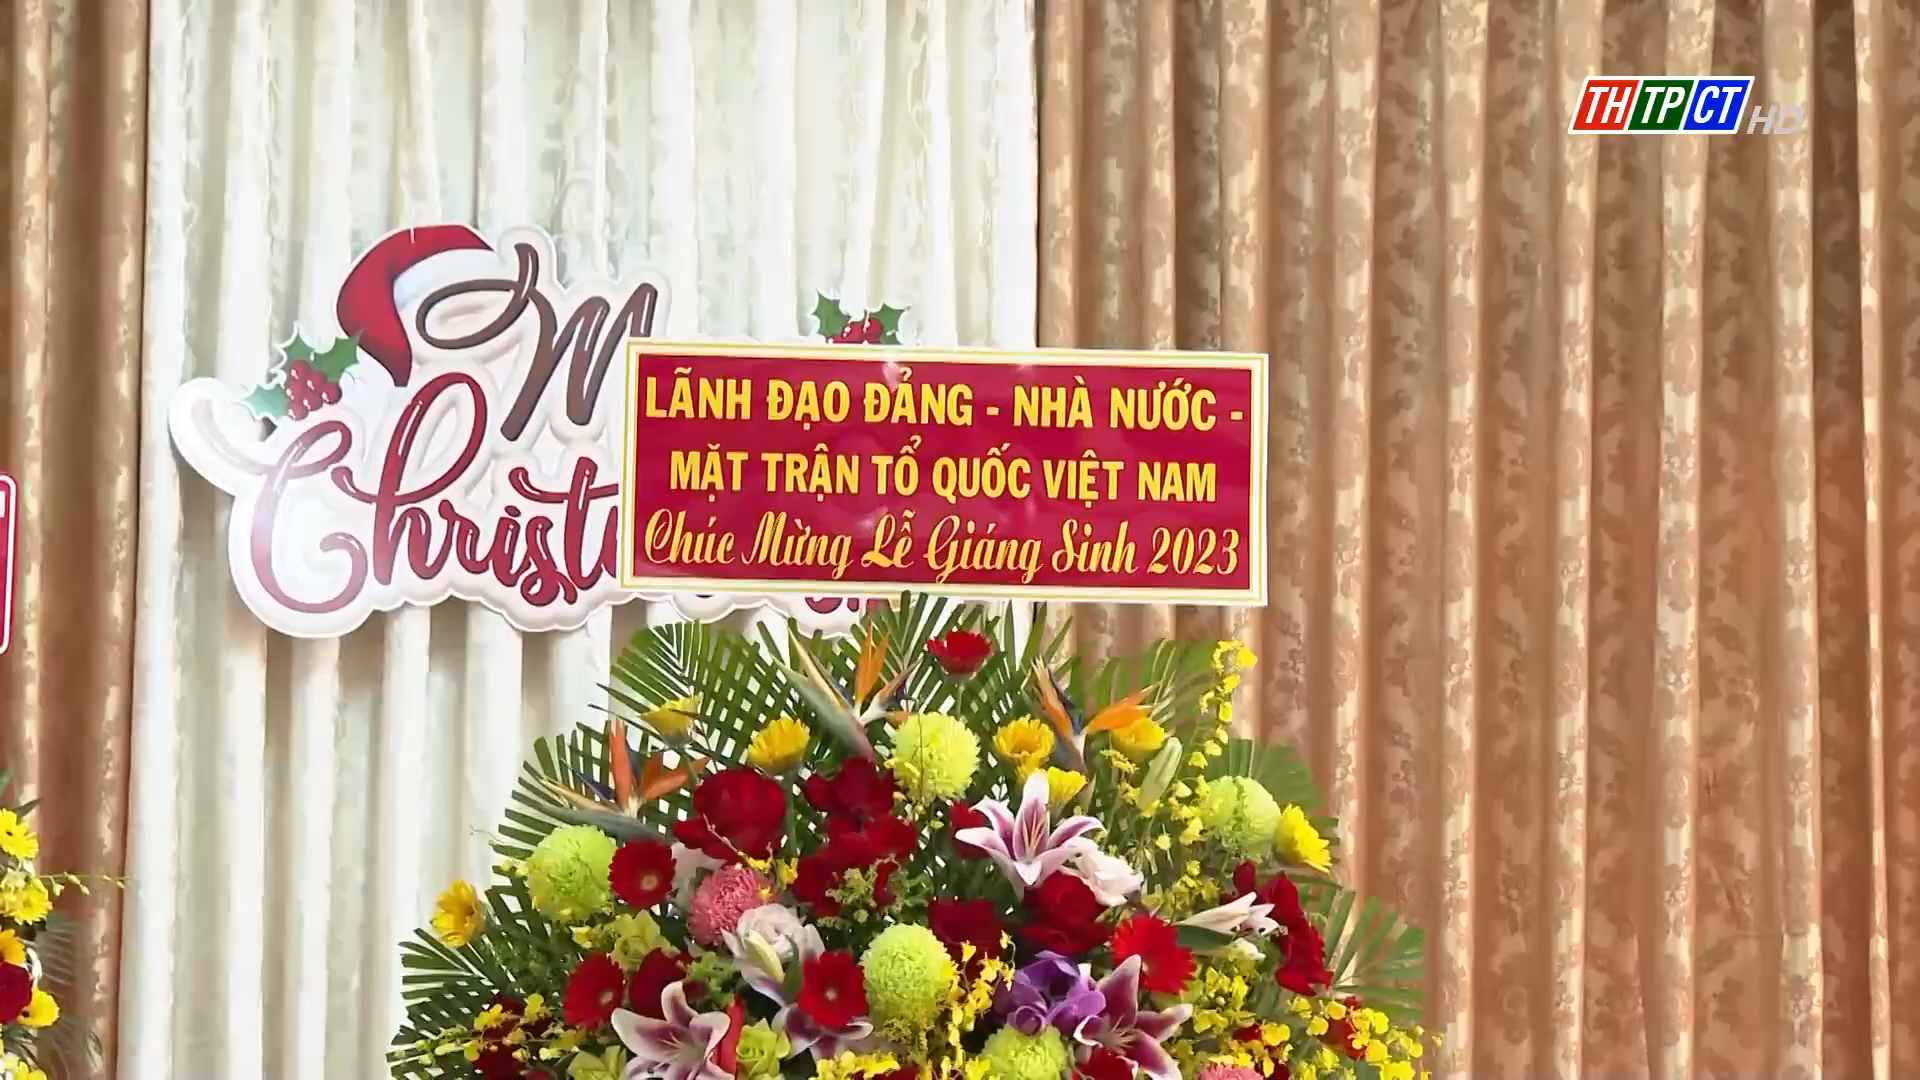 THTPCT HD
LÃNH ĐẠO ĐẢNG - NHÀ NƯỚC -
MẶT TRẬN TỔ QUỐC VIỆT NAM
Chúc Mừng Lễ Giáng Sinh 2023